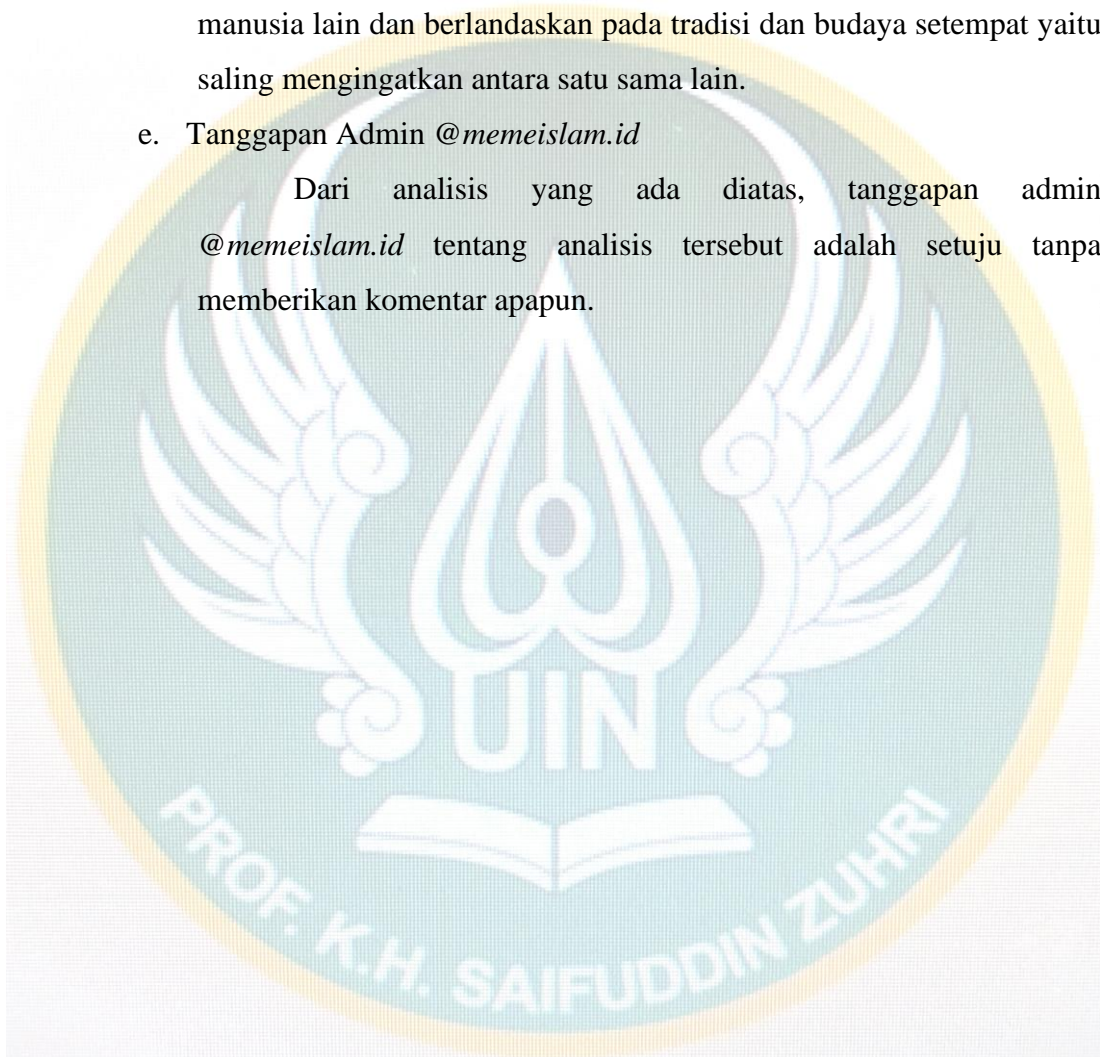 manusia lain dan berlandaskan pada tradisi dan budaya setempat yaitu
saling mengingatkan antara satu sama lain.
e. Tanggapan Admin @memeislam.id
Dari analisis yang ada diatas, tanggapan admin
@memeislam.id tentang analisis tersebut adalah setuju tanpa
memberikan komentar apapun.
UIN
PROF. K.H. SAIFUDDIN ZUHRI